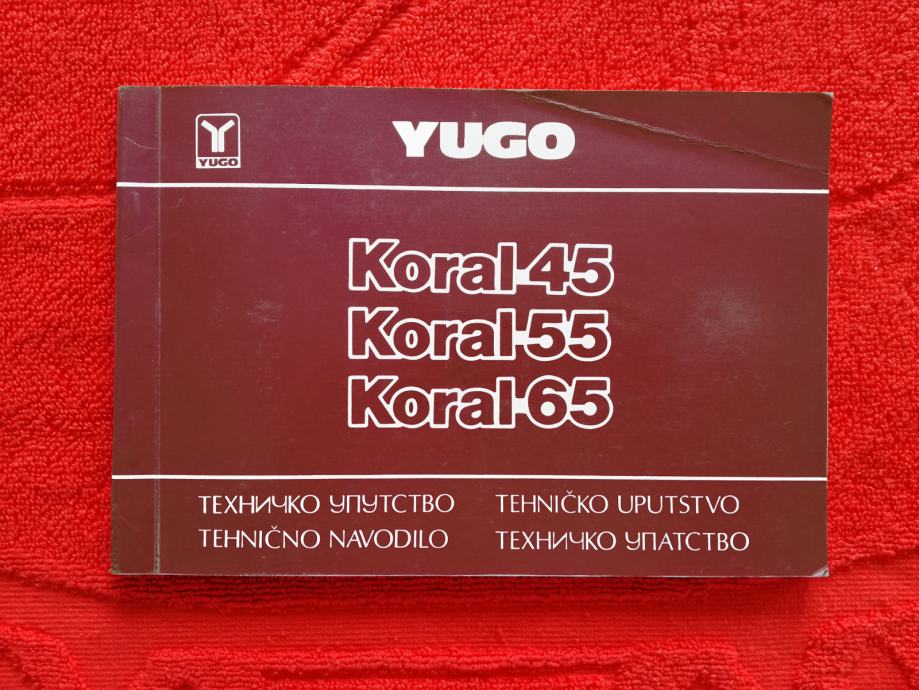 YUGO
YUGO
Koral-45
Koral-55
Koral-65
ТЕХНИЧКО УПУТСТВО
TEHNIČKO UPUTSTVO
TEHNIČNO NAVODILO
ТЕХНИЧКО УПАТСТВО